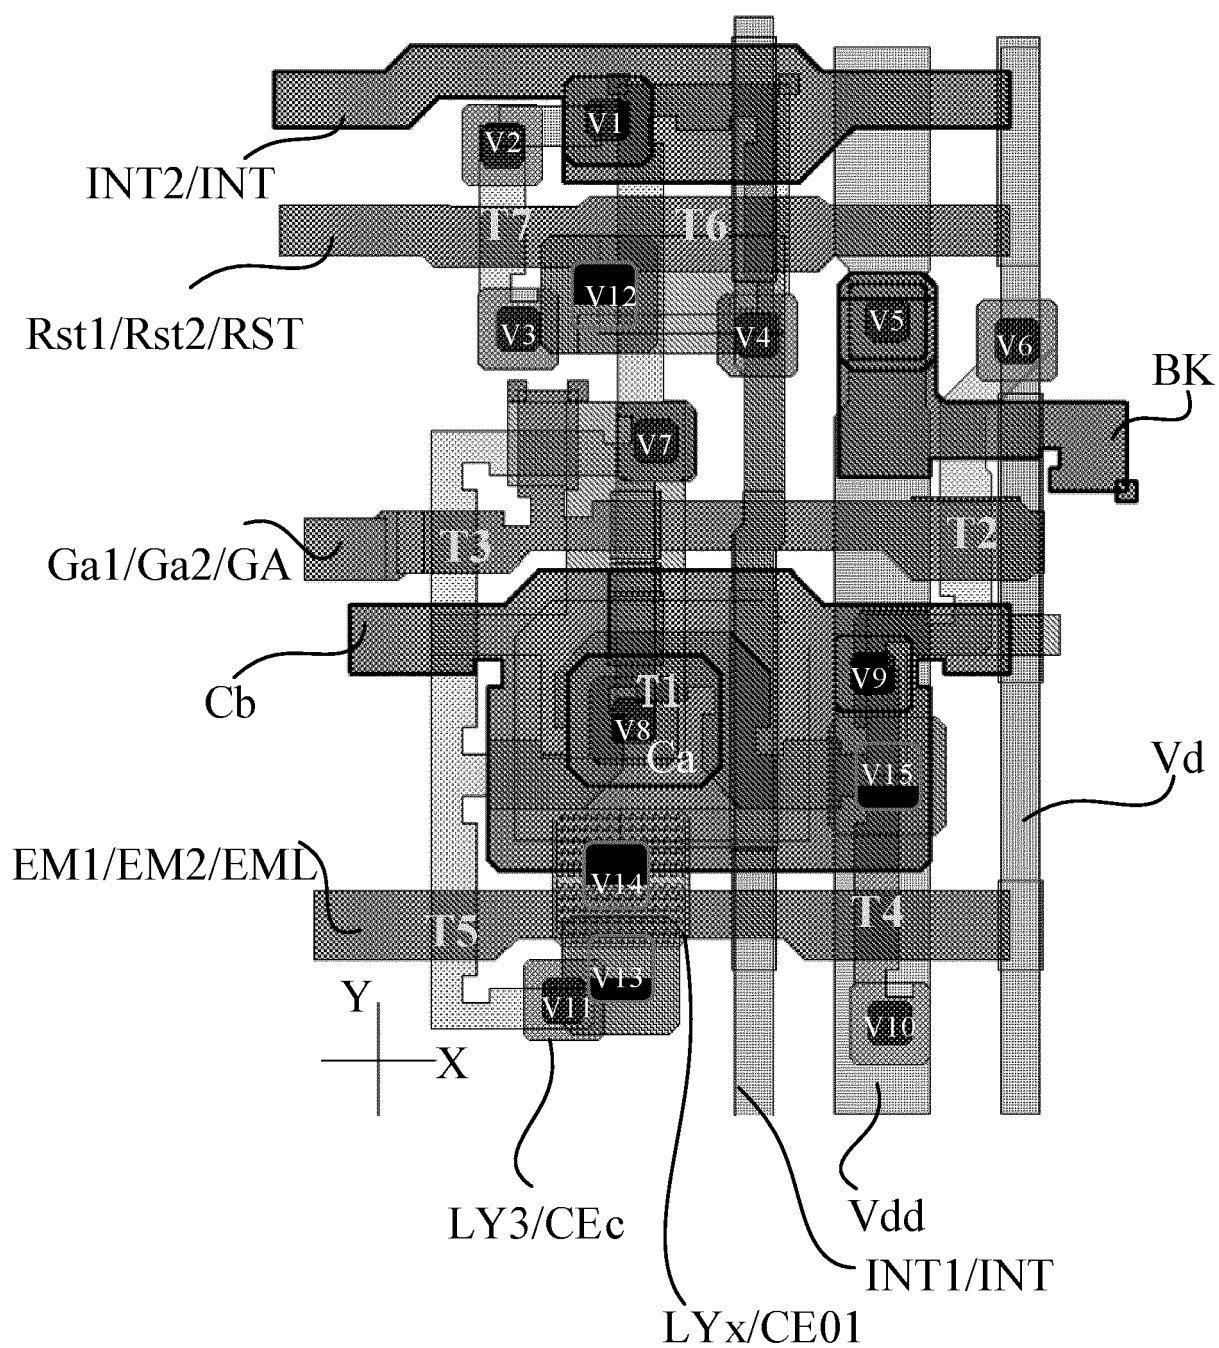 V1
V2
INT2/INT
T7
T6
V12
V3
V4
V5
V6
Rst1/Rst2/RST
BK
V7
T3
T2
Ga1/Ga2/GA
Cb
T1
V8
V9
Ca
V15
Vd
EM1/EM2/EML
V14
T5
T4
V13
V11
V10
Y
X
LY3/CEc
Vdd
INT1/INT
LYx/CE01